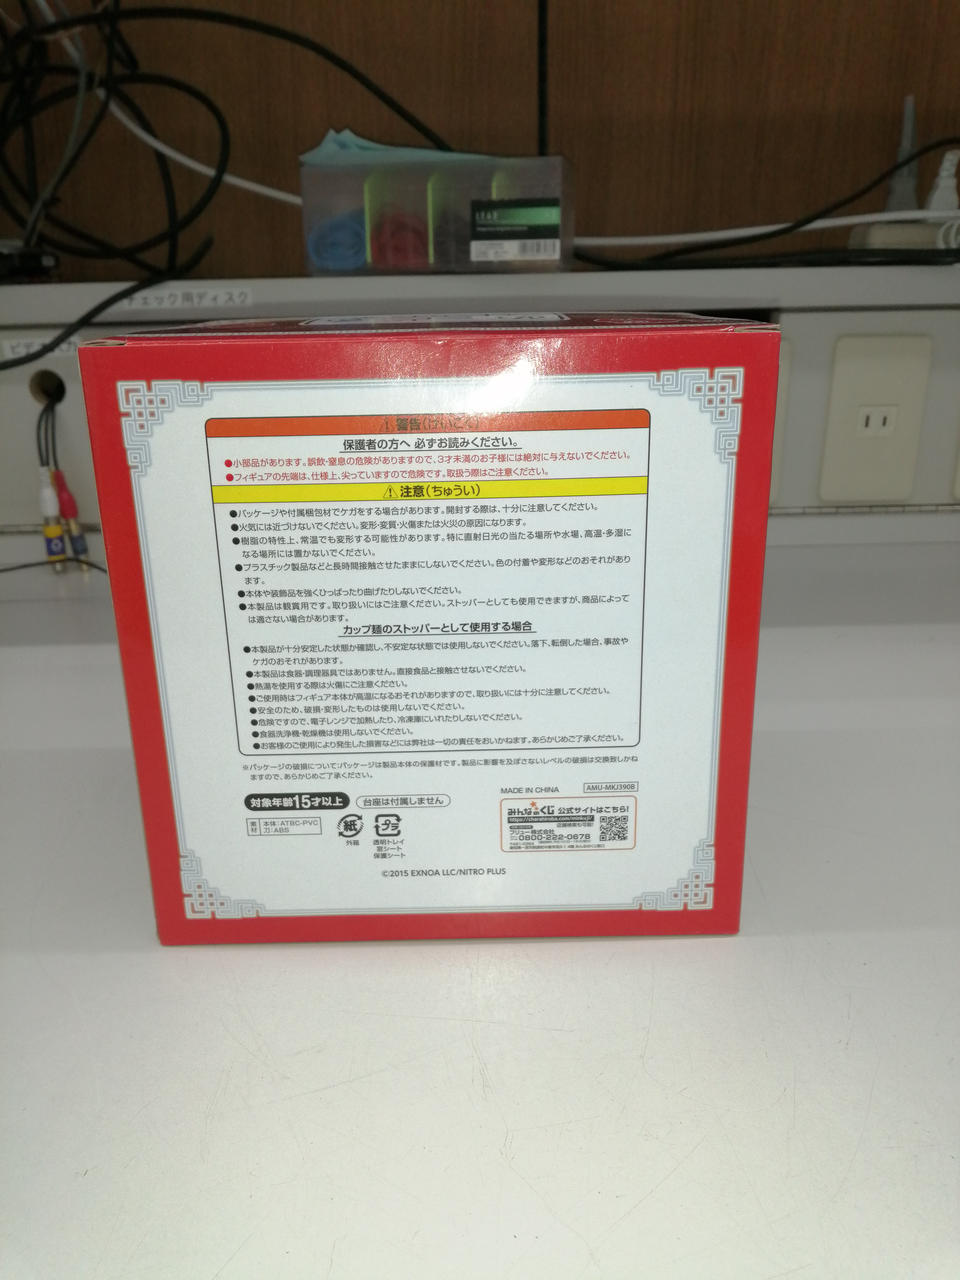 LEAD
チェック用ディスク
警告(けいこく)
保護者の方へ 必ずお読みください。
●小部品があります。誤飲・窒息の危険がありますので、3才未満のお子様には絶対に与えないでください。
●フィギュアの先端は、仕様上、尖っていますので危険です。取扱う際はご注意ください。
注意(ちゅうい)
●パッケージや付属梱包材でケガをする場合があります。開封する際は、十分に注意してください。
●火気には近づけないでください。変形・変質・火傷または火災の原因になります。
●樹脂の特性上、常温でも変形する可能性があります。特に直射日光の当たる場所や水場、高温・多湿に
なる場所には置かないでください。
●プラスチック製品などと長時間接触させたままにしないでください。色の付着や変形などのおそれがあり
ます。
●本体や装飾品を強くひっぱったり曲げたりしないでください。
●本製品は観賞用です。取り扱いにはご注意ください。ストッパーとしても使用できますが、商品によって
は適さない場合があります。
カップ麺のストッパーとして使用する場合
●本製品が十分安定した状態か確認し、不安定な状態では使用しないでください。落下、転倒した場合、事故や
ケガのおそれがあります。
●本製品は食器・調理器具ではありません。直接食品と接触させないでください。
●熱湯を使用する際は火傷にご注意ください。
●ご使用時はフィギュア本体が高温になるおそれがありますので、取り扱いには十分に注意してください。
●安全のため、破損・変形したものは使用しないでください。
●危険ですので、電子レンジで加熱したり、冷凍庫にいれたりしないでください。
●食器洗浄機・乾燥機は使用しないでください。
●お客様のご使用により発生した損害などには弊社は一切の責任をおいかねます。あらかじめご了承ください。
※パッケージの破損について:パッケージは製品本体の保護材です。製品に影響を及ぼさないレベルの破損は交換致しかね
ますので、あらかじめご了承ください。
対象年齢15才以上
台座は付属しません
MADE IN CHINA
AMU-MKJ3908
素材
本体:ATBC-PVC
刀:ABS
紙
外箱
プラ
透明トレイ
窓シート
保護シート
みんなのくじ 公式サイトはこちら!
https://charahiroba.com/minkuji/
店舗検索も可能!
フリュー株式会社
0800-222-0678
©2015 EXNOA LLC/NITRO PLUS